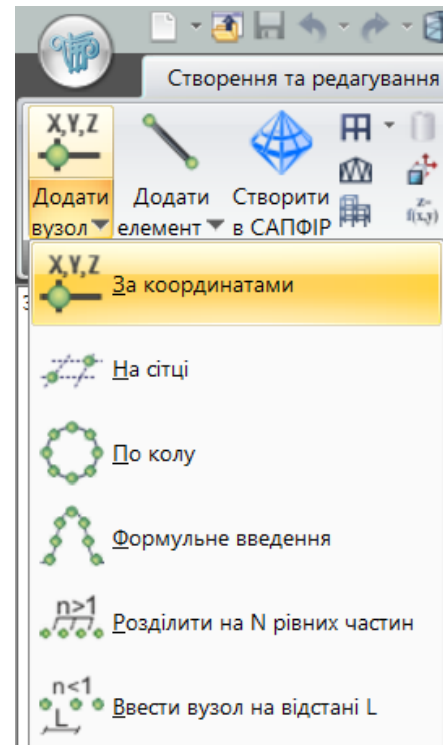 Створення та редагування
X,Y,Z
Додати вузол
Додати елемент
Створити в САПФІР
z=
f(x,y)
X,Y,Z
За координатами
На сітці
По колу
Формульне введення
n>1
Розділити на N рівних частин
n<1
L
Ввести вузол на відстані L